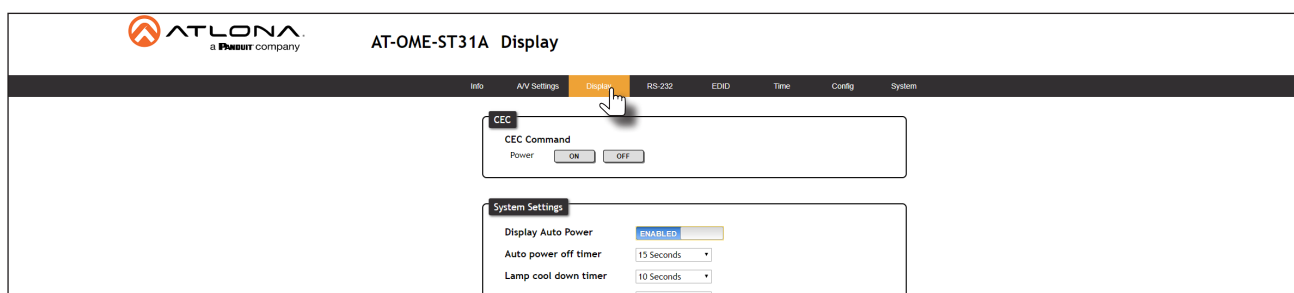 ATLONA.
a PANDUIT company
AT-OME-ST31A Display
Info A/V Settings Display RS-232 EDID Time Config System
CEC
CEC Command
Power ON OFF
System Settings
Display Auto Power ENABLED
Auto power off timer 15 Seconds
Lamp cool down timer 10 Seconds